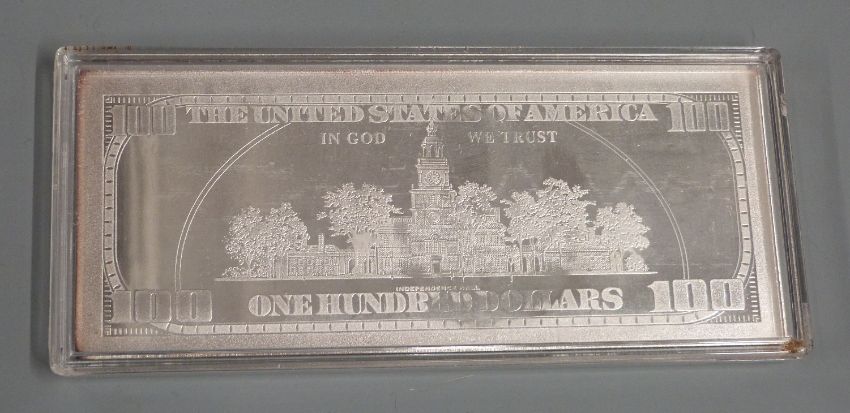 100 THE UNITED STATES OF AMERICA 100
IN GOD WE TRUST
INDEPENDENCE HALL
100 ONE HUNDRED DOLLARS 100